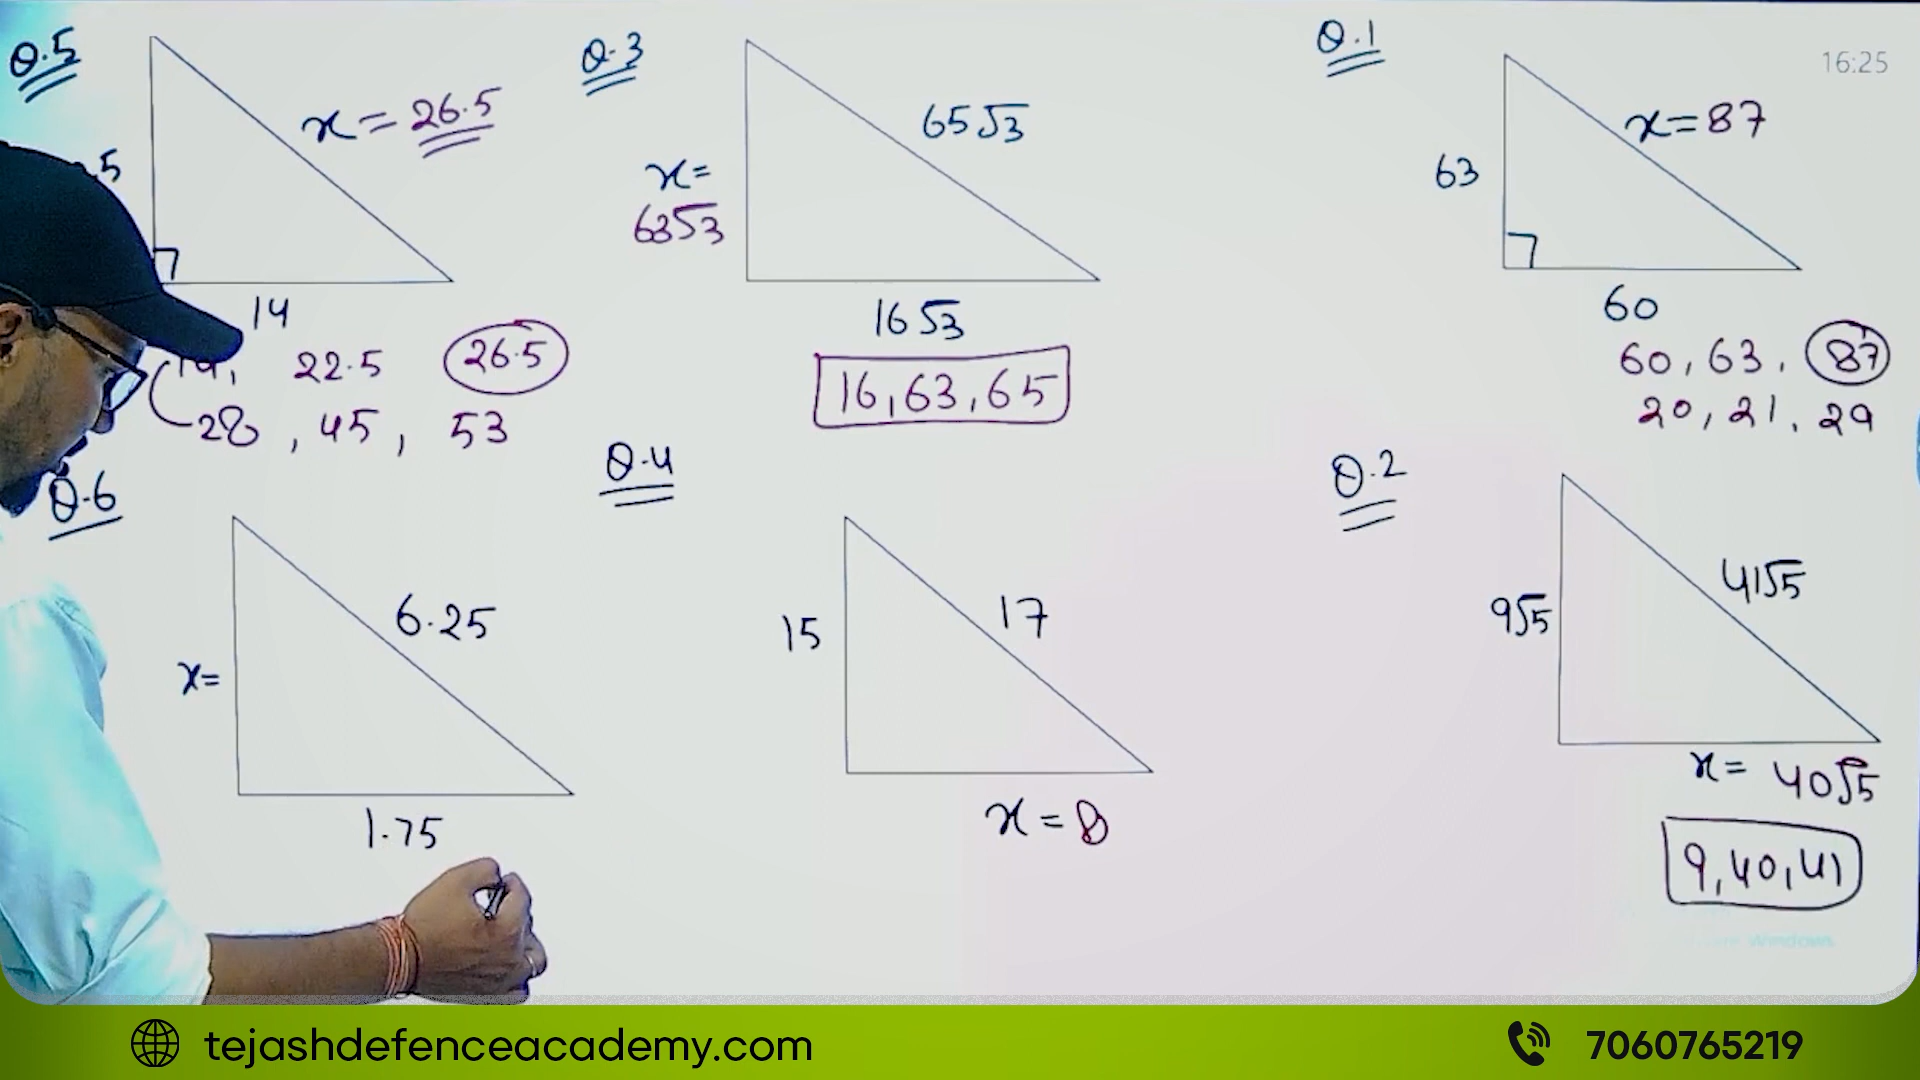 Q.5
x = 26.5
.5
14
14, 22.5 26.5
28, 45, 53
Q.3
65√3
x =
63√3
16√3
16, 63, 65
Q.1
16:25
x = 87
63
60
60, 63, 87
20, 21, 29
Q.6
6.25
x =
1.75
Q.4
15
17
x = 8
Q.2
41√5
9√5
x = 40√5
9, 40, 41
tejashdefenceacademy.com
7060765219